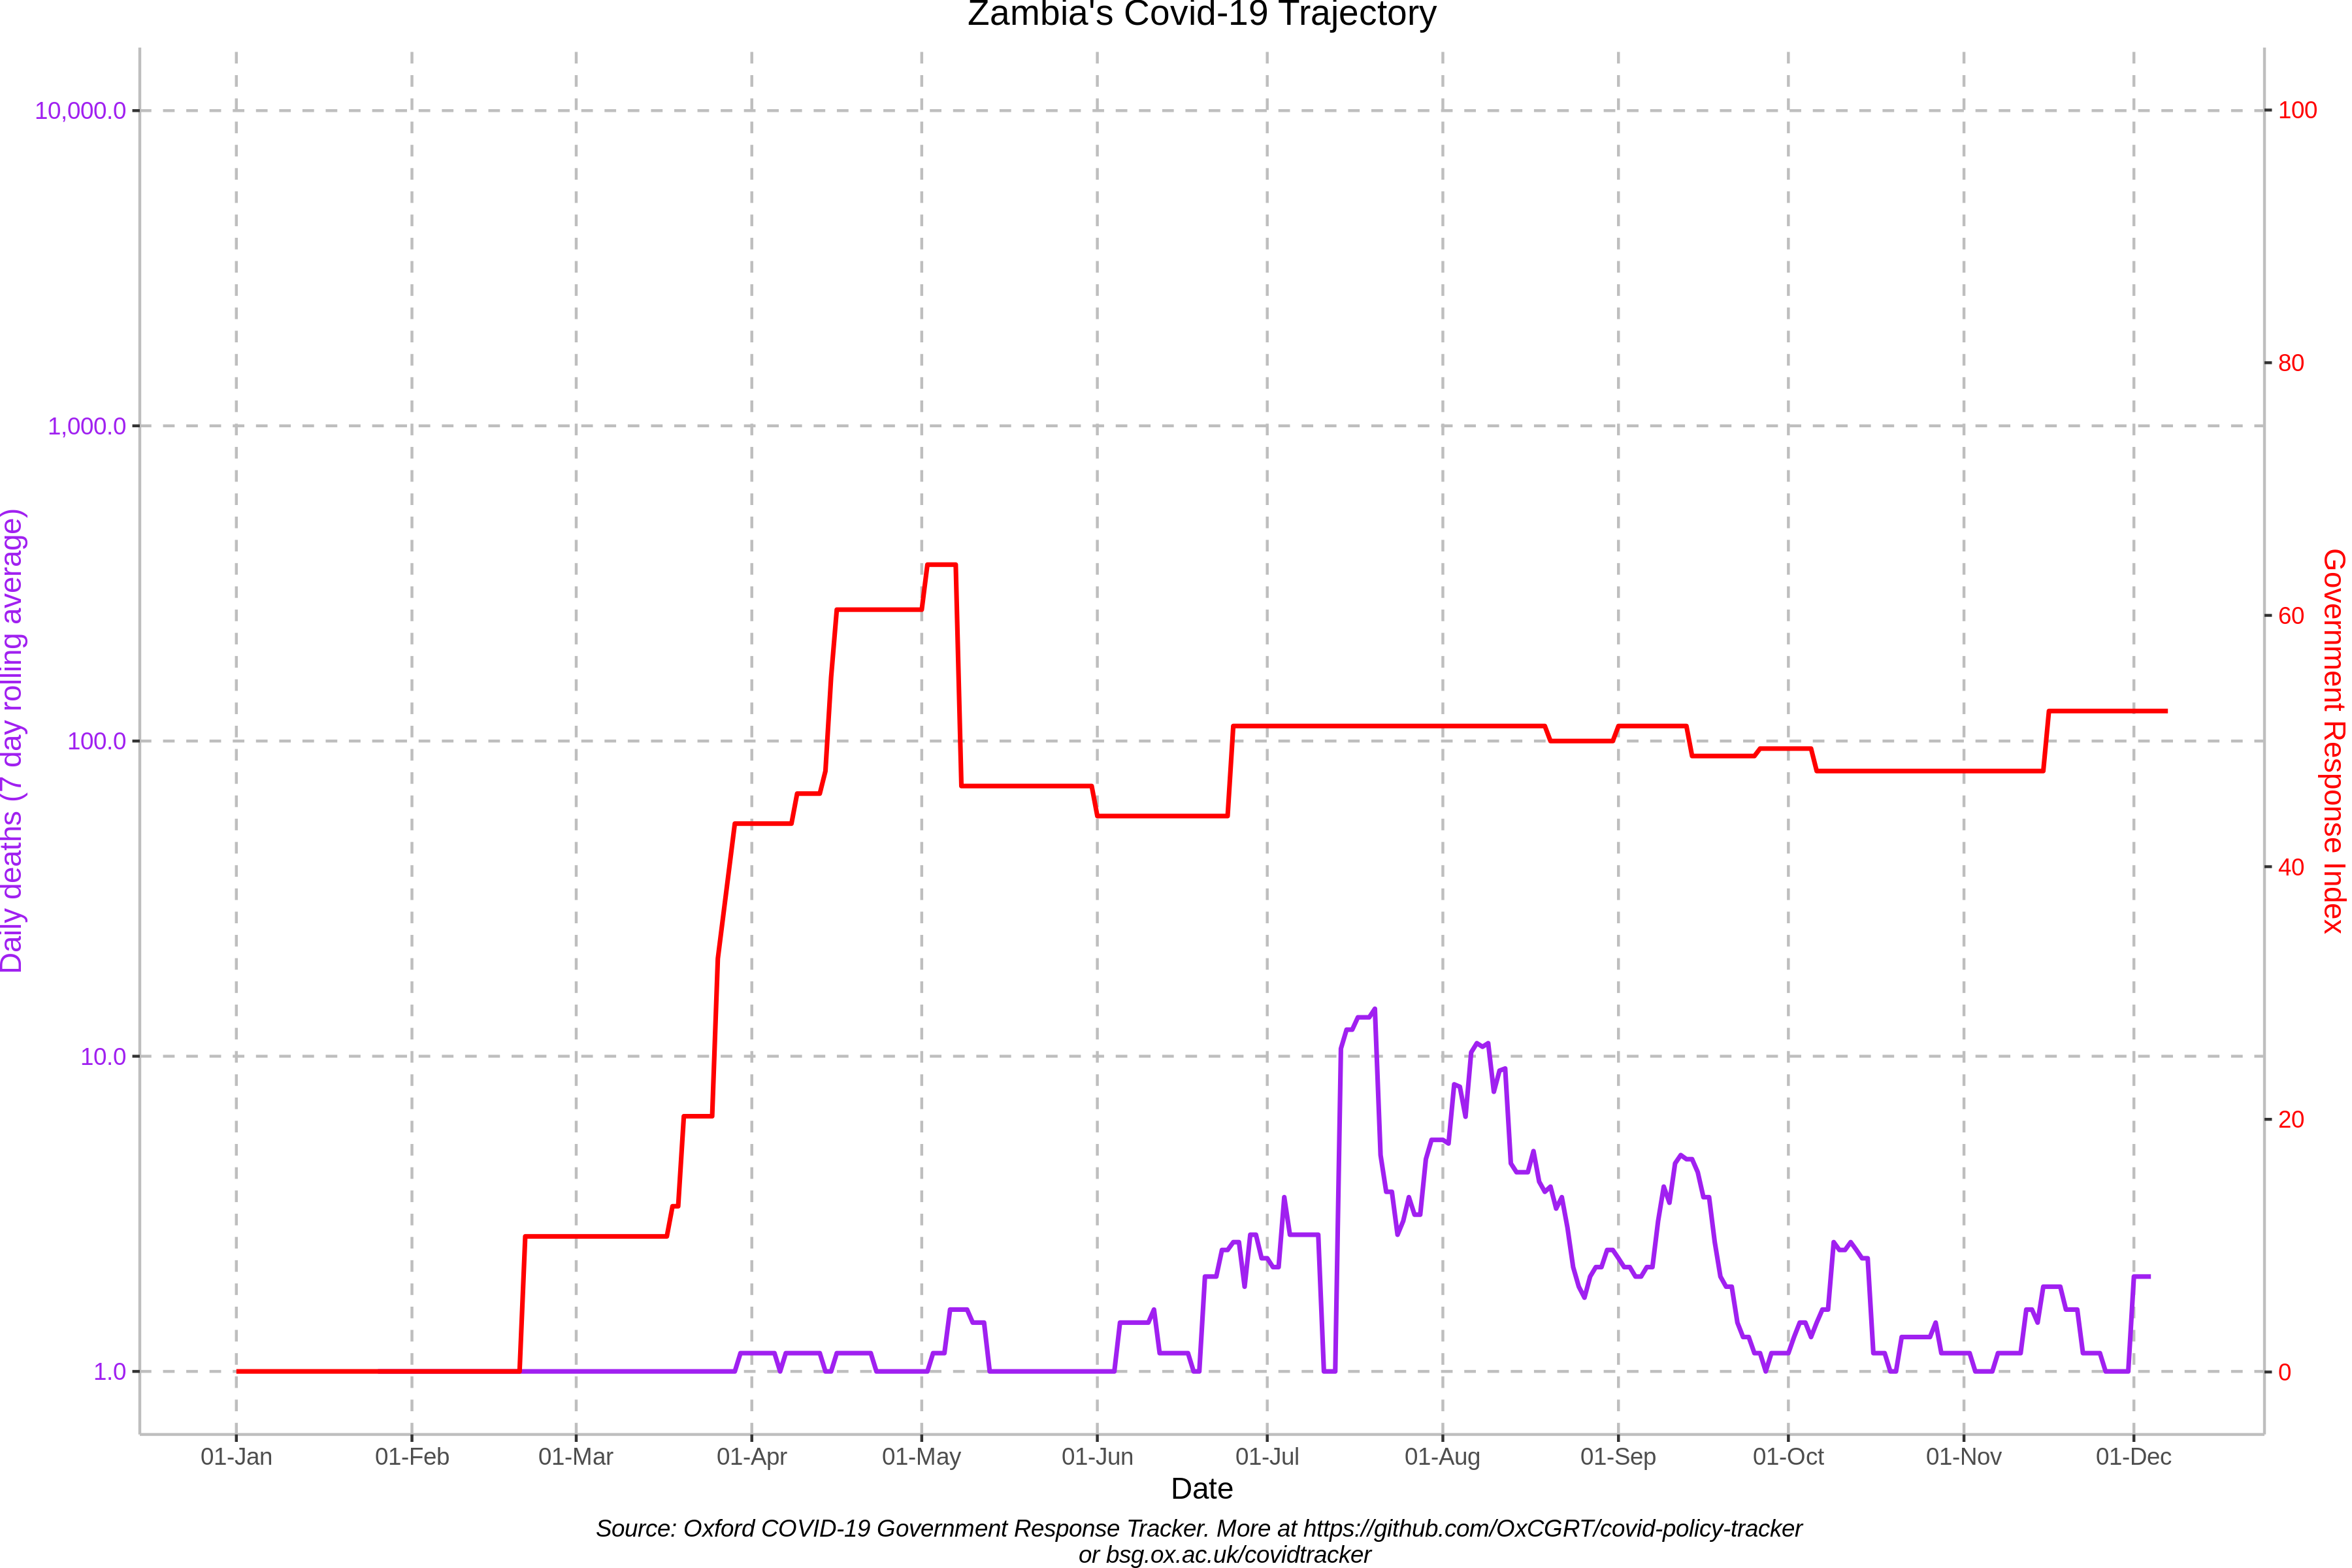 Zambia's Covid-19 Trajectory
10,000.0
1,000.0
100.0
10.0
1.0
Daily deaths (7 day rolling average)
100
80
60
40
20
0
Government Response Index
01-Jan 01-Feb 01-Mar 01-Apr 01-May 01-Jun 01-Jul 01-Aug 01-Sep 01-Oct 01-Nov 01-Dec
Date
Source: Oxford COVID-19 Government Response Tracker. More at https://github.com/OxCGRT/covid-policy-tracker
or bsg.ox.ac.uk/covidtracker